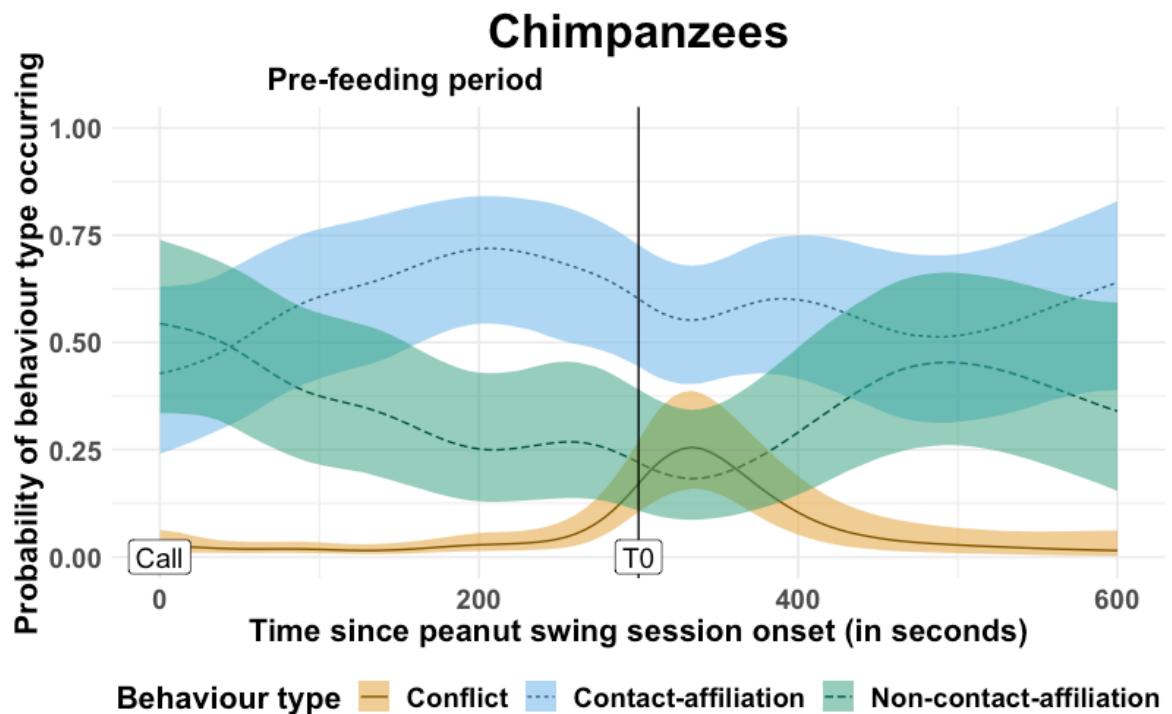 Chimpanzees
Pre-feeding period
Probability of behaviour type occurring
1.00
0.75
0.50
0.25
0.00
Call
T0
0 200 400 600
Time since peanut swing session onset (in seconds)
Behaviour type Conflict Contact-affiliation Non-contact-affiliation